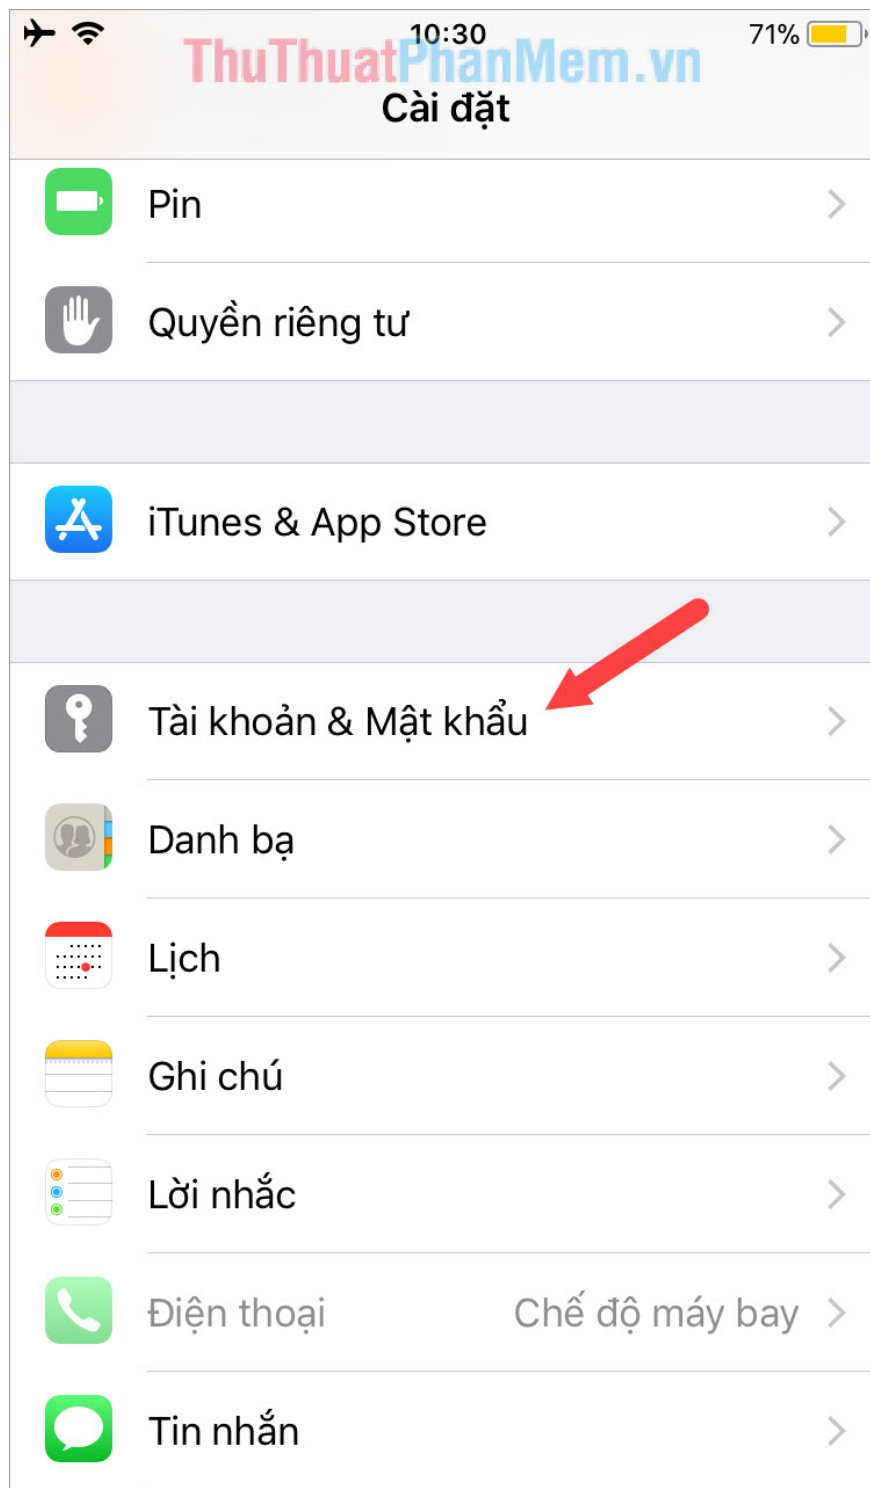 10:30
71%
ThuThuatPhanMem.vn
Cài đặt
Pin
Quyền riêng tư
iTunes & App Store
Tài khoản & Mật khẩu
Danh bạ
Lịch
Ghi chú
Lời nhắc
Điện thoại Chế độ máy bay
Tin nhắn